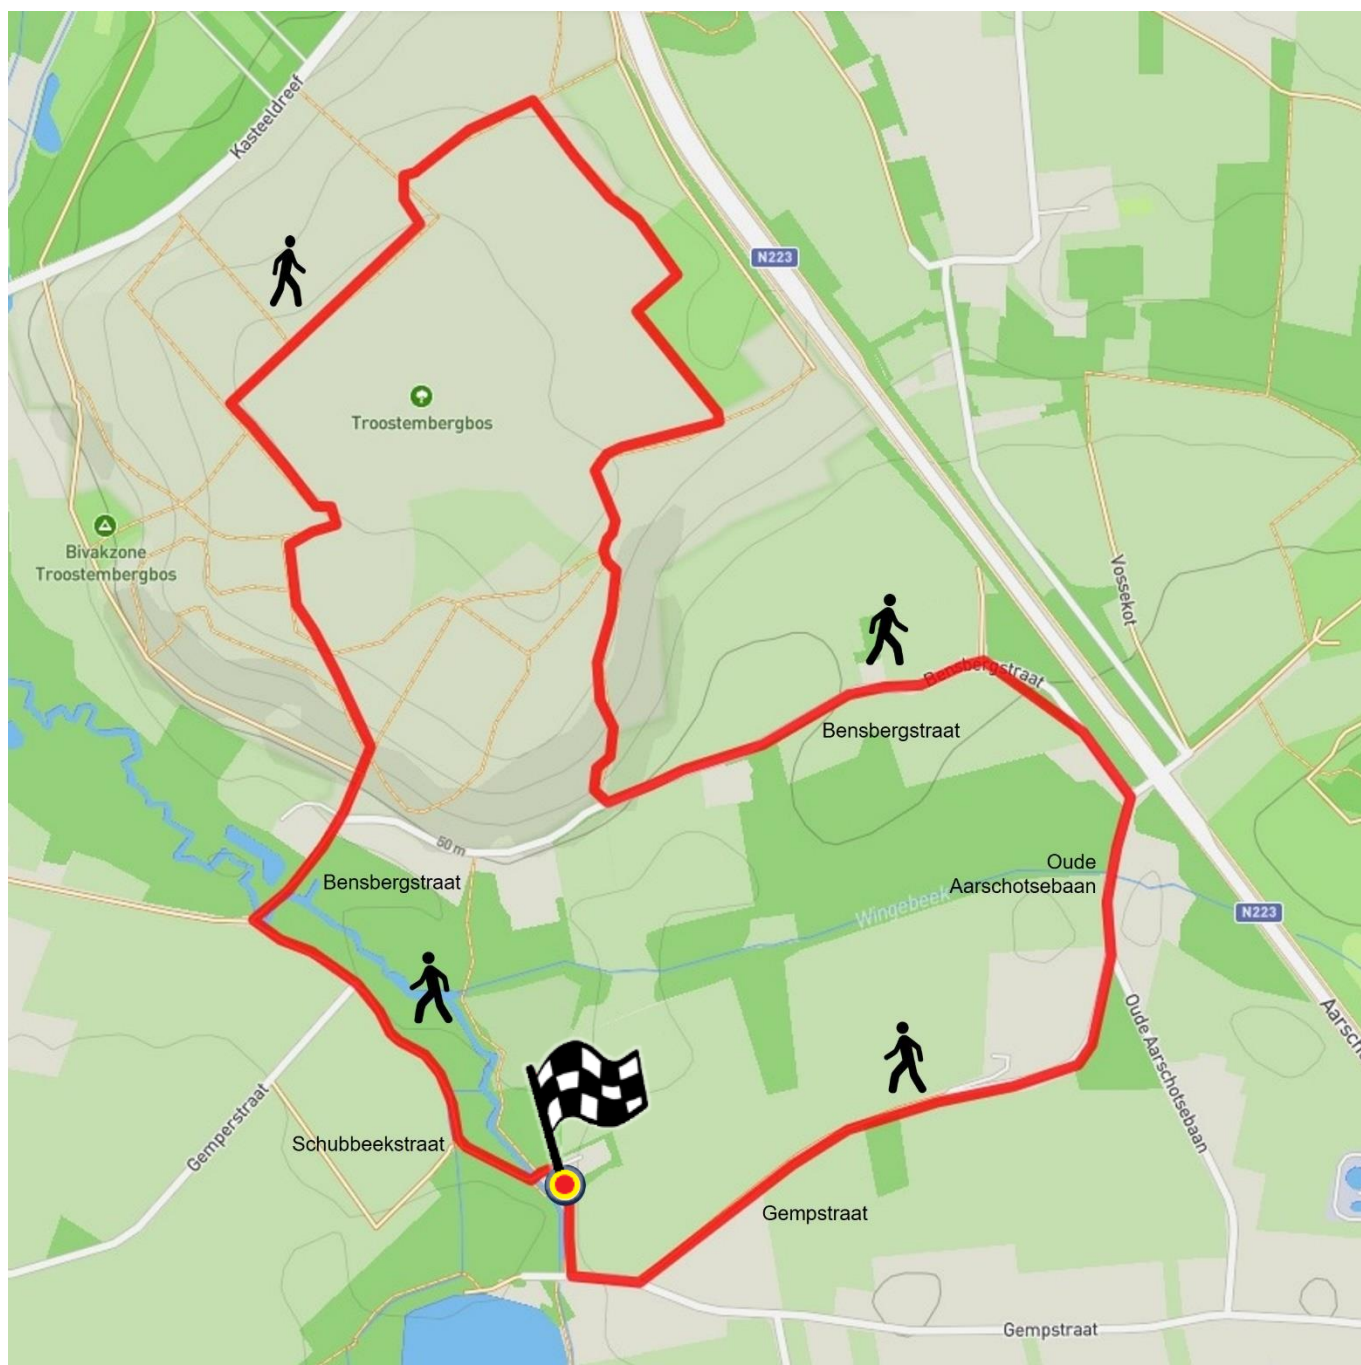 Kasteeldreef
N223
Troostembergbos
Bivakzone
Troostembergbos
Vossekot
Bensbergstraat
Bensbergstraat
50 m
Oude
Aarschotsebaan
Bensbergstraat
Wingebeek
N223
Oude Aarschotsebaan
Aarscho
Gemperstraat
Schubbeekstraat
Gempstraat
Gempstraat